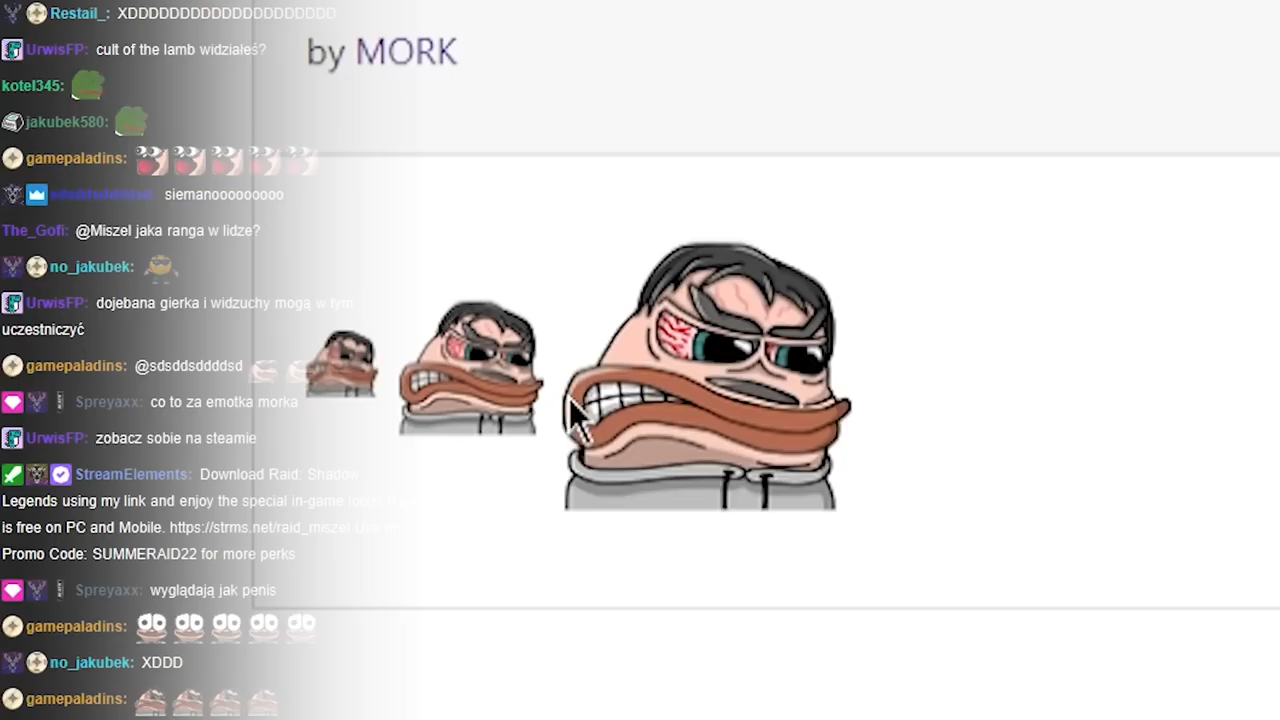 Restail_: XDDDDDDDDDDDDDDDDDDDDD
by MORK
UrwisFP: cult of the lamb widziałeś?
kotel345:
jakubek580:
gamepaladins:
siemanooooooooo
The_Gofi: @Miszel jaka ranga w lidze?
no_jakubek:
UrwisFP: dojebana gierka i widzuchy mogą w tym
uczestniczyć
gamepaladins: @sdsddsddddsd
Spreyaxx: co to za emotka morka
UrwisFP: zobacz sobie na steamie
StreamElements: Download Raid: Shadow
Legends using my link and enjoy the special in-game
is free on PC and Mobile. https://strms.net/raid_miszel
Promo Code: SUMMERAID22 for more perks
Spreyaxx: wyglądają jak penis
gamepaladins:
no_jakubek: XDDD
gamepaladins: